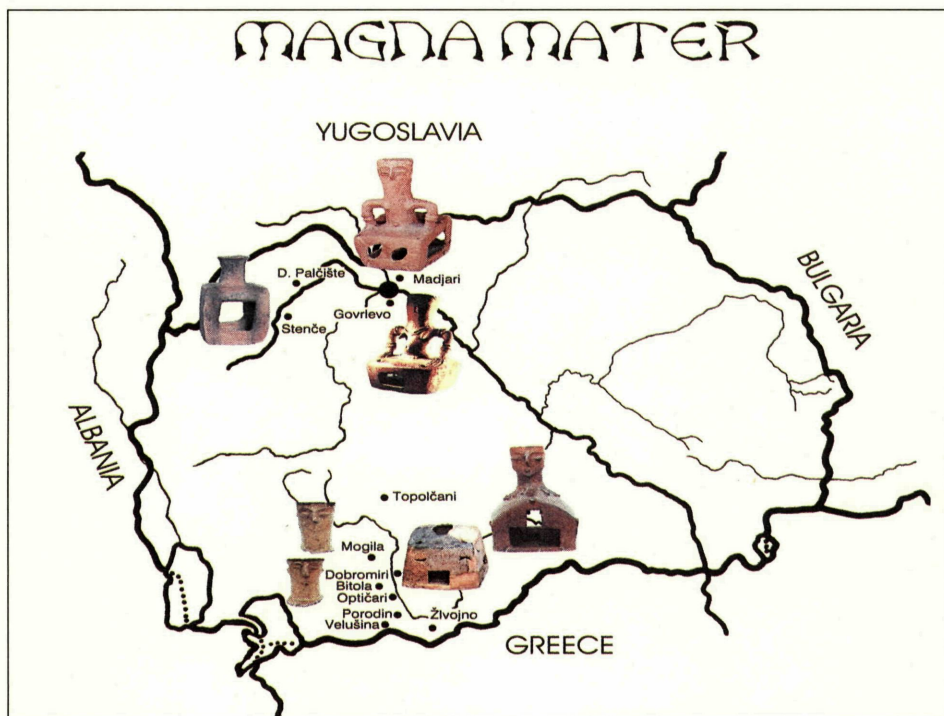 MAGNA MATER
YUGOSLAVIA
D. Palčište
Madjari
Govrlevo
Stenče
BULGARIA
ALBANIA
Topolčani
Mogila
Dobromiri
Bitola
Optičari
Porodin
Žlvojno
Velušina
GREECE